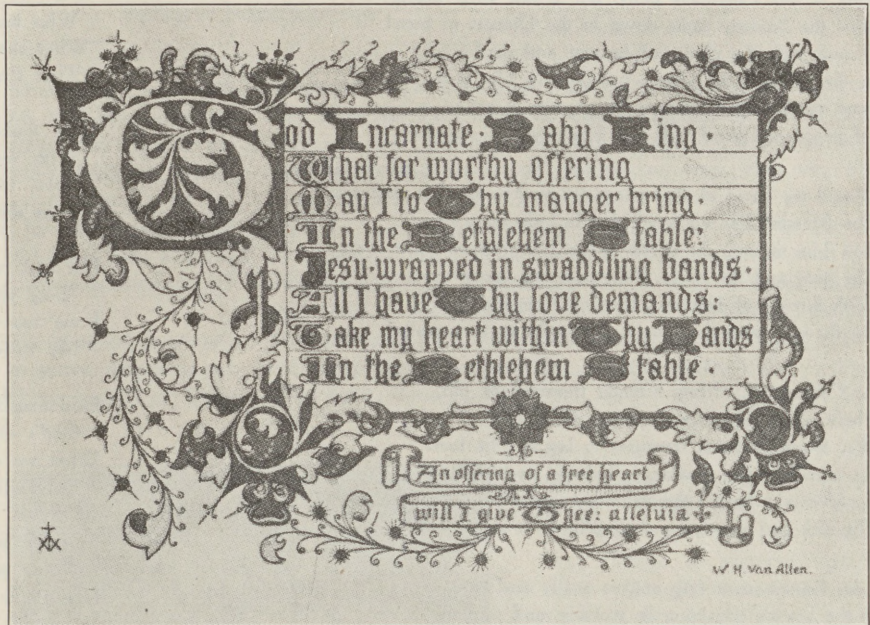 God Incarnate · Baby King ·
What for worthy offering
May I to Thy manger bring ·
In the Bethlehem Stable:
Jesu · wrapped in swaddling bands ·
All I have Thy love demands:
Take my heart within Thy Hands
In the Bethlehem Stable ·
An offering of a free heart
will I give Thee: alleluia ✢
W H Van Allen.